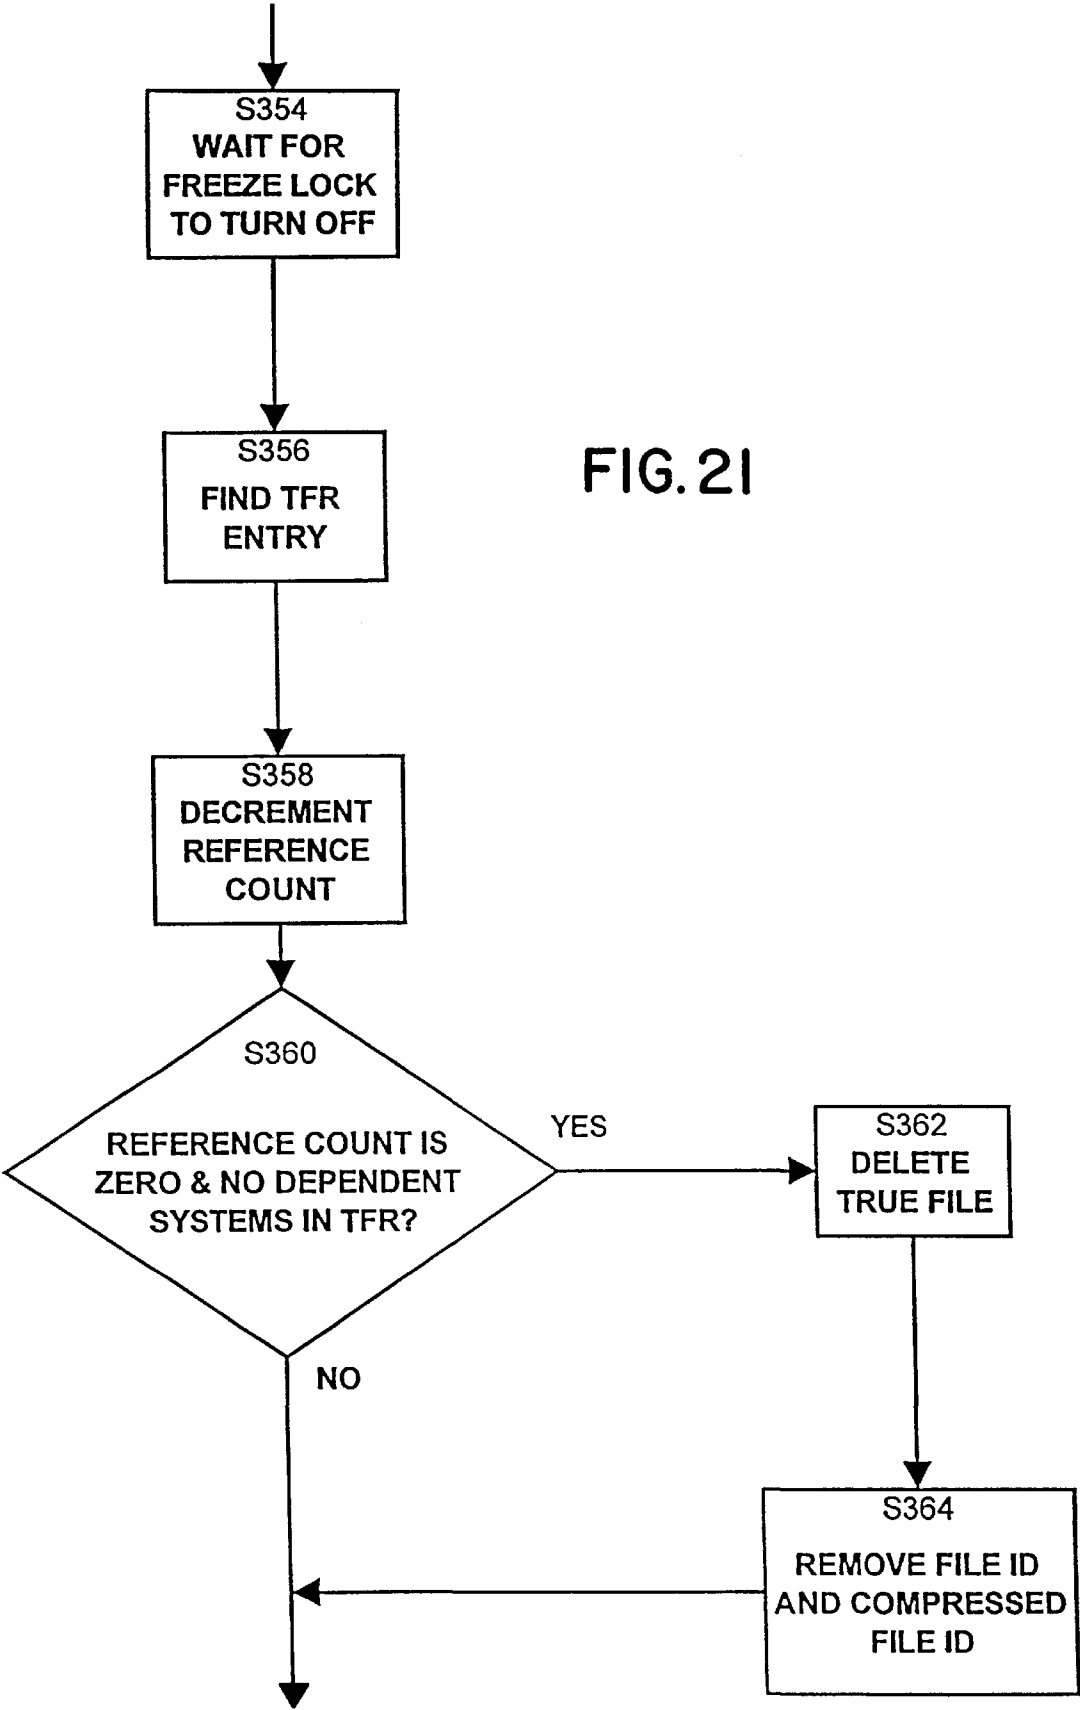 S354
WAIT FOR
FREEZE LOCK
TO TURN OFF
S356
FIND TFR
ENTRY
FIG. 21
S358
DECREMENT
REFERENCE
COUNT
S360
REFERENCE COUNT IS
ZERO & NO DEPENDENT
SYSTEMS IN TFR?
YES
NO
S362
DELETE
TRUE FILE
S364
REMOVE FILE ID
AND COMPRESSED
FILE ID